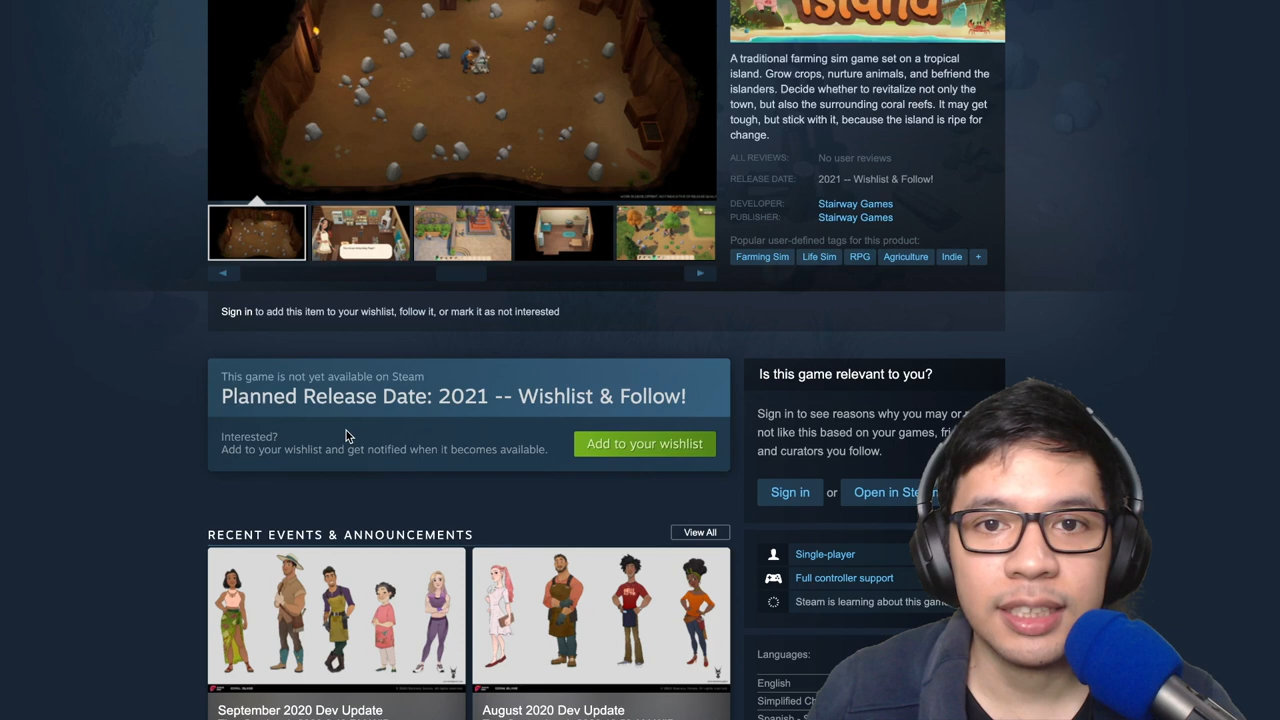 Island
A traditional farming sim game set on a tropical
island. Grow crops, nurture animals, and befriend the
islanders. Decide whether to revitalize not only the
town, but also the surrounding coral reefs. It may get
tough, but stick with it, because the island is ripe for
change.
ALL REVIEWS: No user reviews
RELEASE DATE: 2021 -- Wishlist & Follow!
DEVELOPER: Stairway Games
PUBLISHER: Stairway Games
Popular user-defined tags for this product:
Farming Sim Life Sim RPG Agriculture Indie +
Sign in to add this item to your wishlist, follow it, or mark it as not interested
This game is not yet available on Steam
Planned Release Date: 2021 -- Wishlist & Follow!
Interested?
Add to your wishlist and get notified when it becomes available.
Add to your wishlist
Is this game relevant to you?
Sign in to see reasons why you may or
not like this based on your games,
and curators you follow.
Sign in or Open in
RECENT EVENTS & ANNOUNCEMENTS
View All
September 2020 Dev Update
August 2020 Dev Update
Single-player
Full controller support
Steam is learning about this
Languages:
English
Simplified